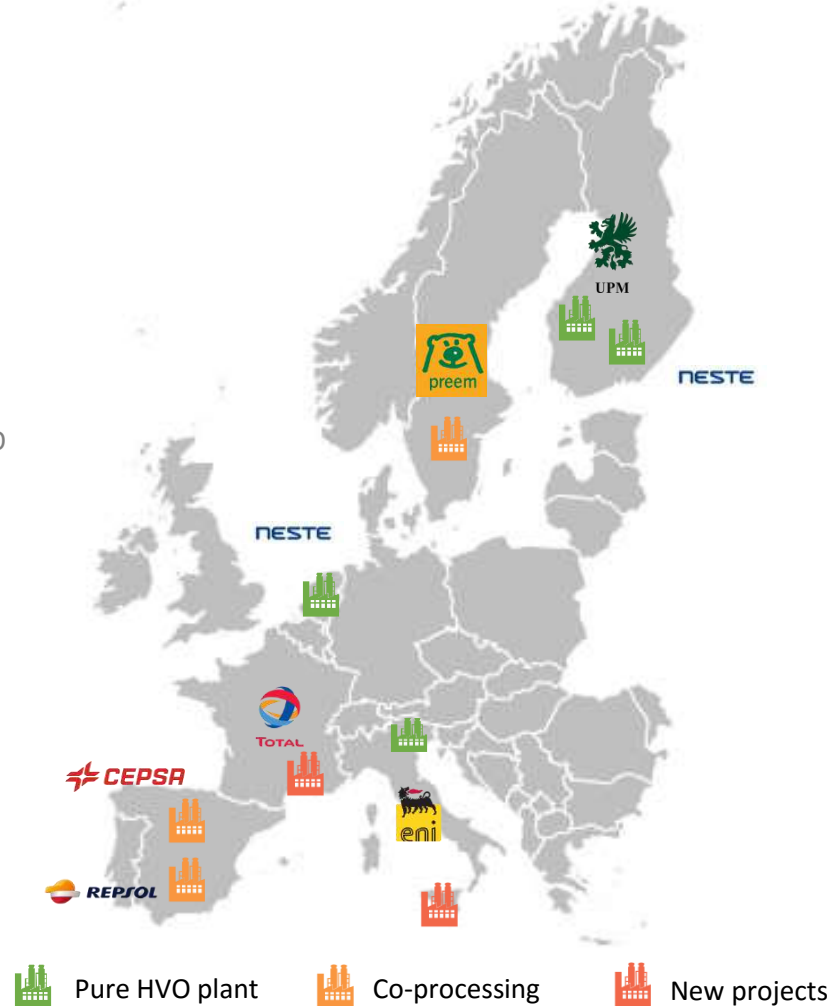 UPM
preem
NESTE
NESTE
TOTAL
CEPSA
eni
REPSOL
Pure HVO plant
Co-processing
New projects